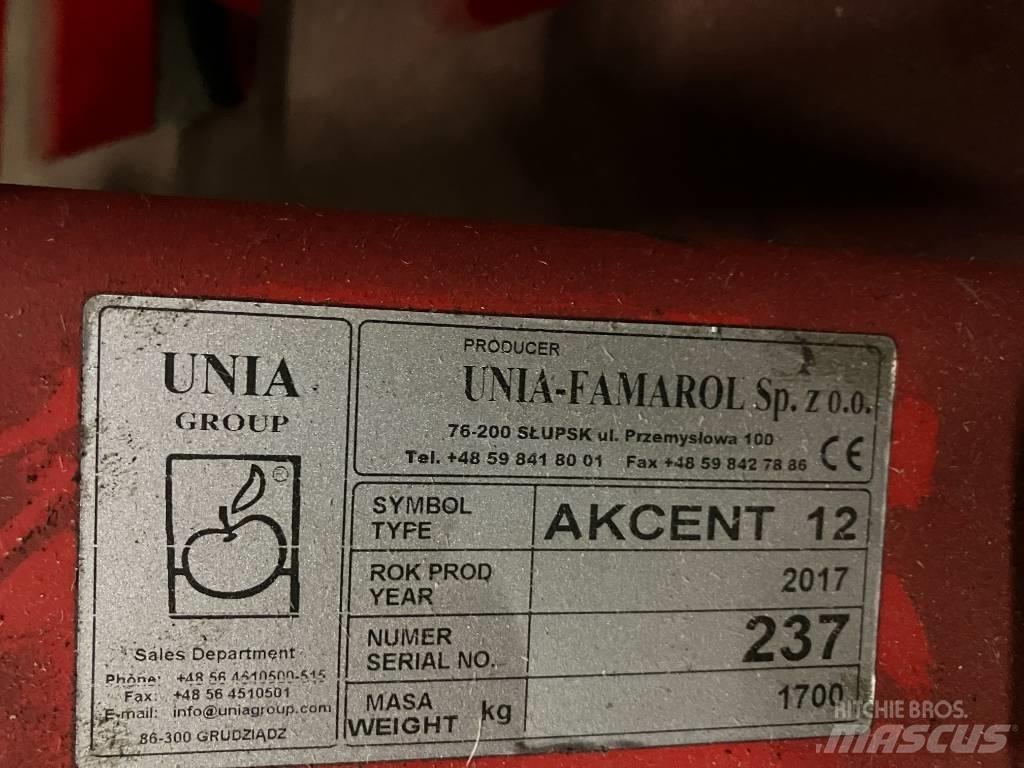 UNIA
GROUP
®
Sales Department
Phone: +48 56 4510500-515
Fax: +48 56 4510501
E-mail: info@uniagroup.com
86-300 GRUDZIĄDZ
PRODUCER
UNIA-FAMAROL Sp. z o.o.
76-200 SŁUPSK ul. Przemysłowa 100
Tel. +48 59 841 80 01 Fax +48 59 842 78 86 CE
SYMBOL
TYPE
AKCENT 12
ROK PROD
YEAR
2017
NUMER
SERIAL NO.
237
MASA
WEIGHT kg
1700
RITCHIE BROS.
MASCUS